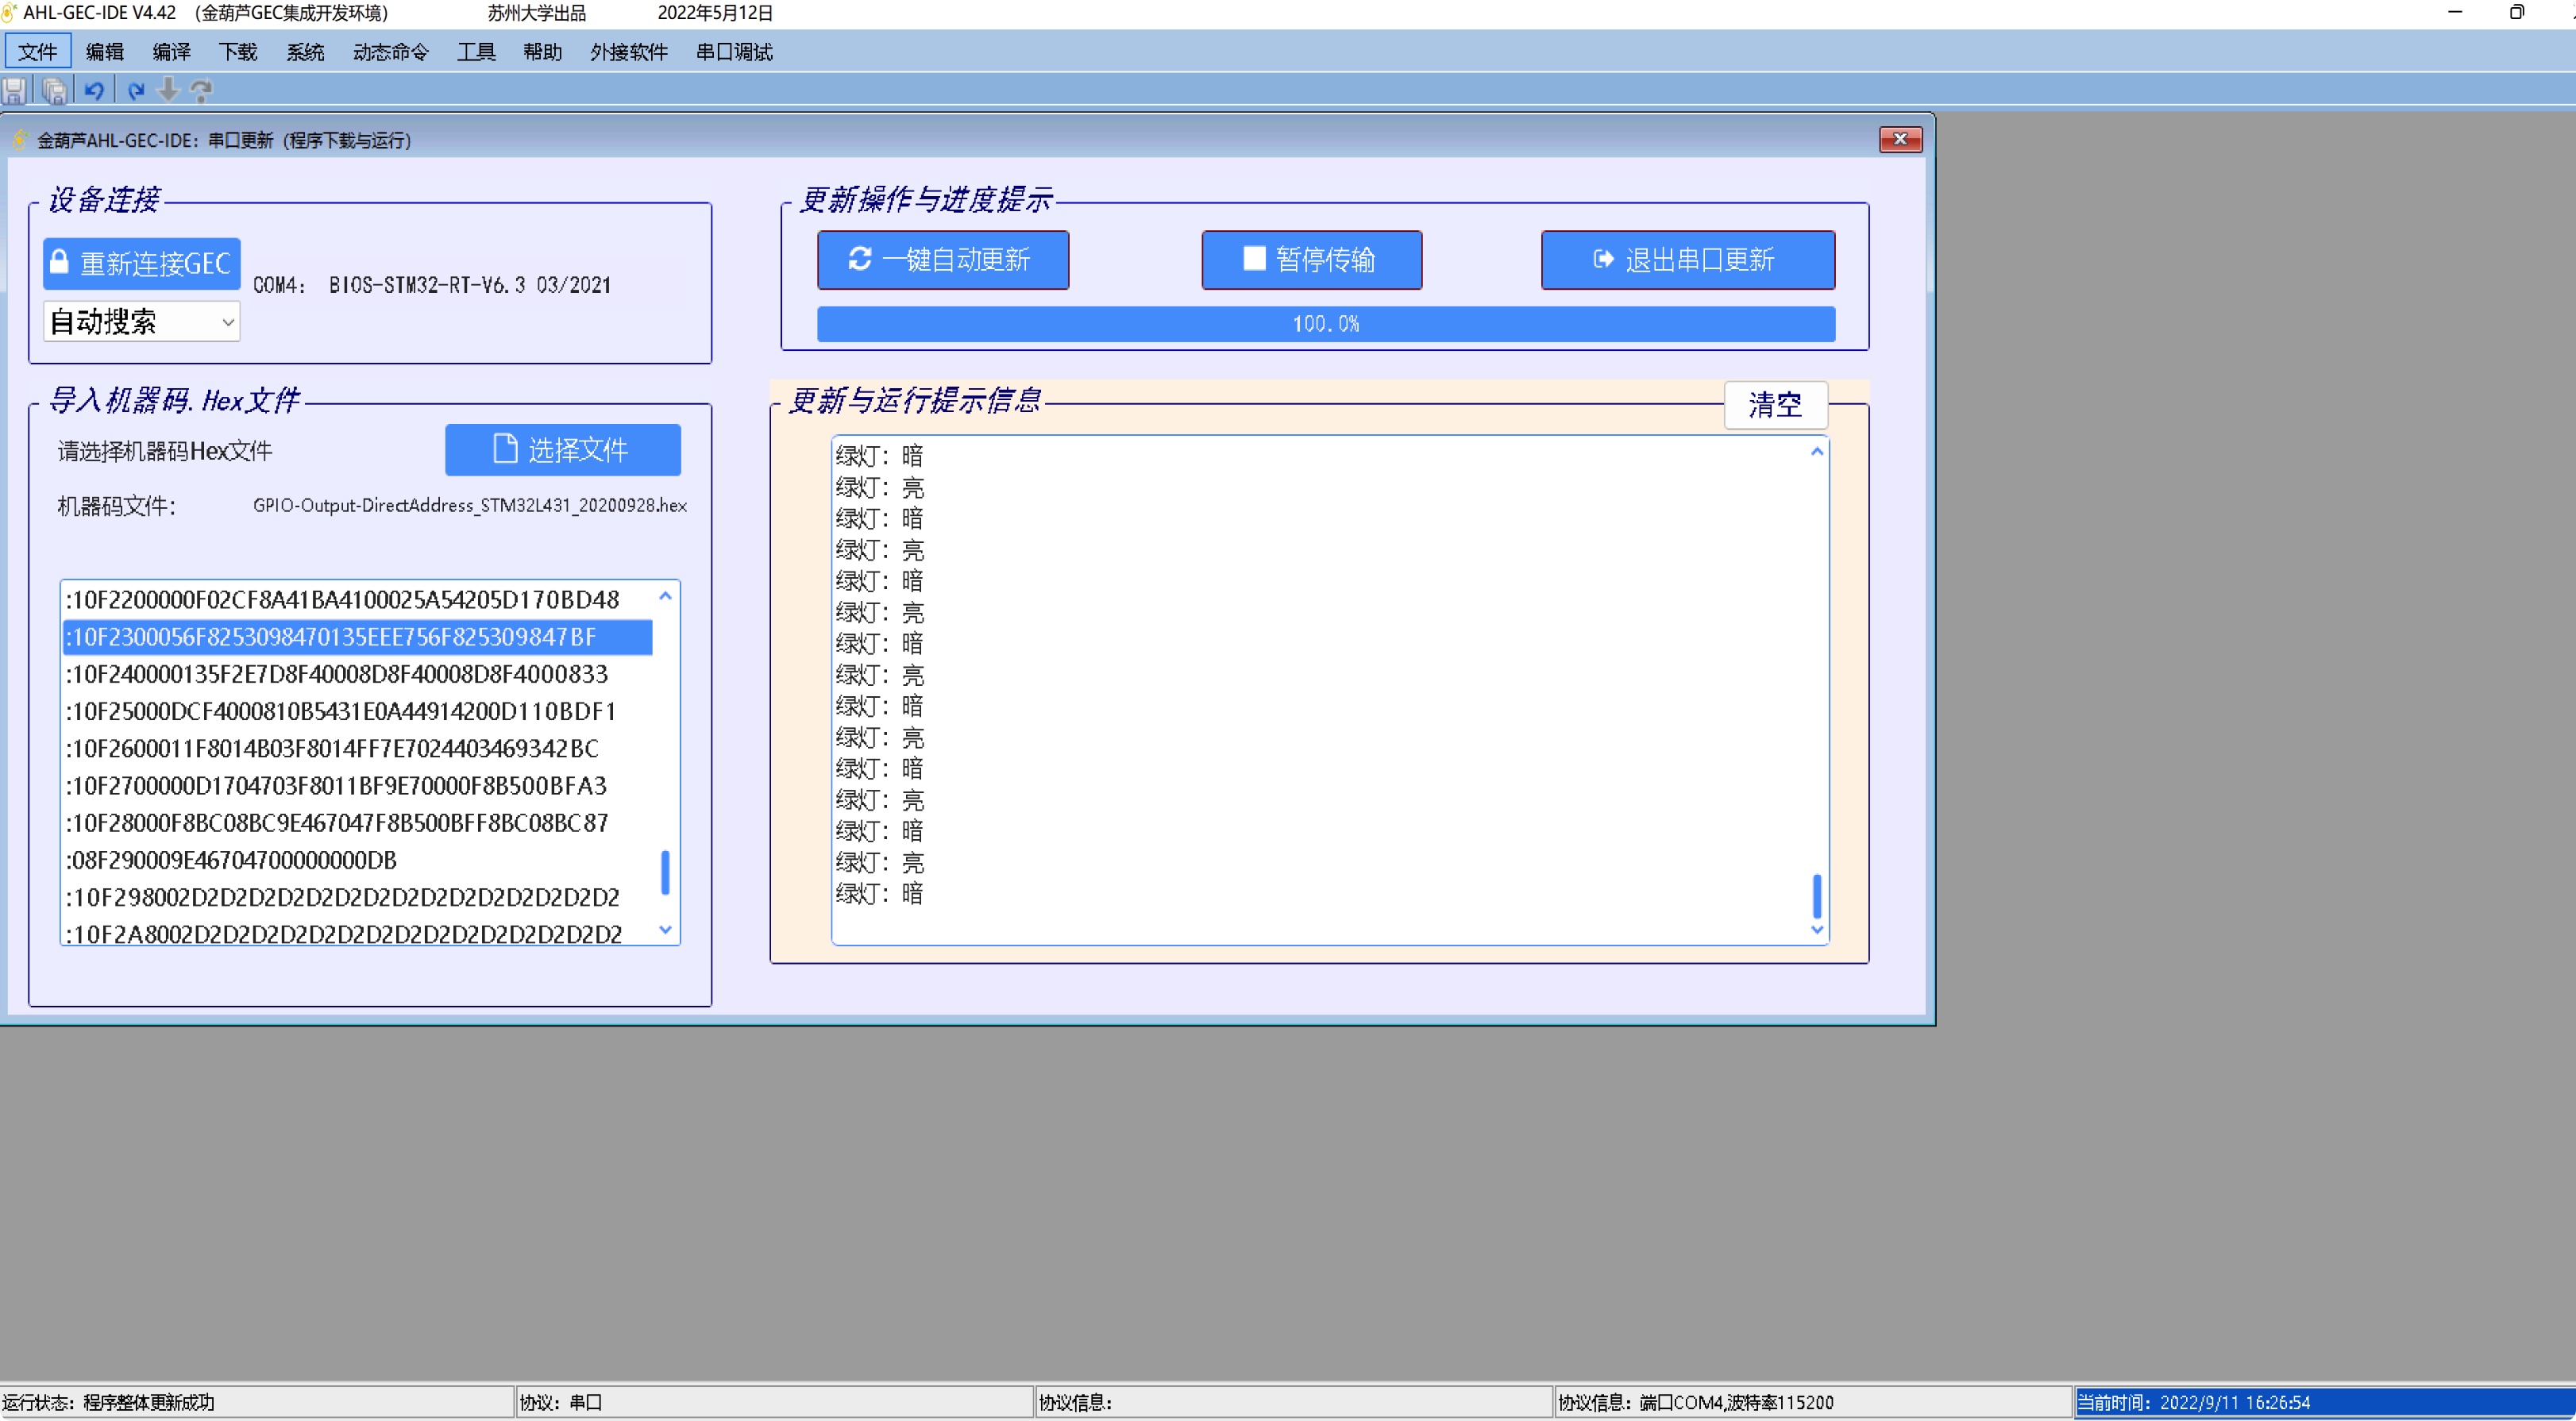 AHL-GEC-IDE V4.42 （金葫芦GEC集成开发环境） 苏州大学出品 2022年5月12日
文件 编辑 编译 下载 系统 动态命令 工具 帮助 外接软件 串口调试
金葫芦AHL-GEC-IDE：串口更新（程序下载与运行）
设备连接
重新连接GEC
COM4： BIOS-STM32-RT-V6.3 03/2021
自动搜索
更新操作与进度提示
一键自动更新 暂停传输 退出串口更新
100.0%
导入机器码.Hex文件
请选择机器码Hex文件 选择文件
机器码文件： GPIO-Output-DirectAddress_STM32L431_20200928.hex
:10F2200000F02CF8A41BA4100025A54205D170BD48
:10F2300056F8253098470135EEE756F825309847BF
:10F240000135F2E7D8F40008D8F40008D8F4000833
:10F25000DCF4000810B5431E0A44914200D110BDF1
:10F2600011F8014B03F8014FF7E7024403469342BC
:10F2700000D1704703F8011BF9E70000F8B500BFA3
:10F28000F8BC08BC9E467047F8B500BFF8BC08BC87
:08F290009E46704700000000DB
:10F298002D2D2D2D2D2D2D2D2D2D2D2D2D2D2D2DD2
:10F2A8002D2D2D2D2D2D2D2D2D2D2D2D2D2D2D2DD2
更新与运行提示信息 清空
绿灯：暗
绿灯：亮
绿灯：暗
绿灯：亮
绿灯：暗
绿灯：亮
绿灯：暗
绿灯：亮
绿灯：暗
绿灯：亮
绿灯：暗
绿灯：亮
绿灯：暗
绿灯：亮
绿灯：暗
运行状态：程序整体更新成功 协议：串口 协议信息： 协议信息：端口COM4,波特率115200 当前时间：2022/9/11 16:26:54